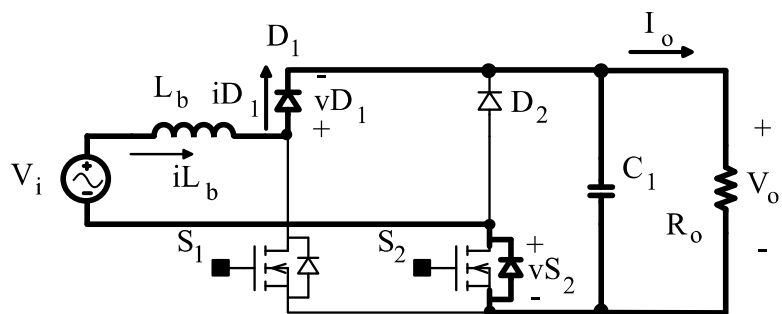 D1
Io
Lb
iD1
-
vD1
+
D2
Vi
+
-
iLb
C1
+
Vo
-
Ro
S1
S2
+
vS2
-